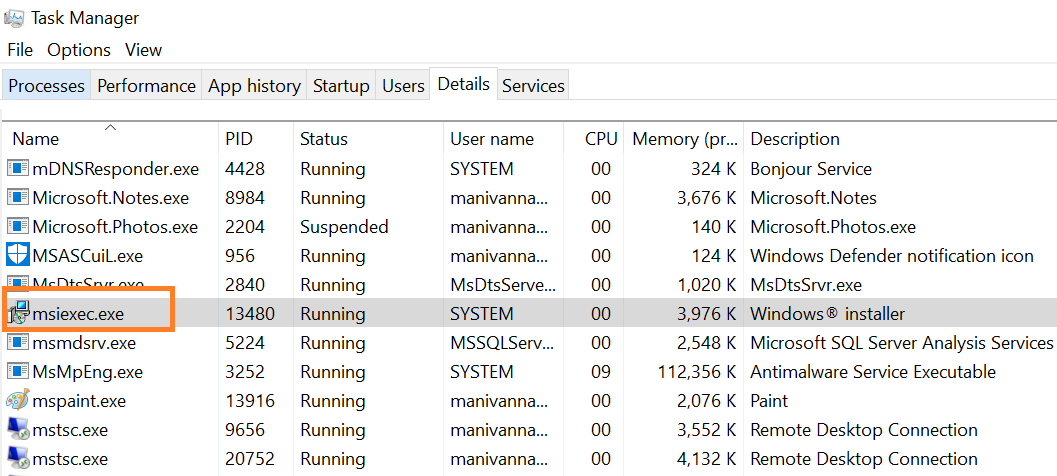 Task Manager
File Options View
Processes Performance App history Startup Users Details Services
Name PID Status User name CPU Memory (pr... Description
mDNSResponder.exe 4428 Running SYSTEM 00 324 K Bonjour Service
Microsoft.Notes.exe 8984 Running manivanna... 00 3,676 K Microsoft.Notes
Microsoft.Photos.exe 2204 Suspended manivanna... 00 140 K Microsoft.Photos.exe
MSASCuiL.exe 956 Running manivanna... 00 124 K Windows Defender notification icon
MsDtsSrvr.exe 2840 Running MsDtsServe... 00 1,020 K MsDtsSrvr.exe
msiexec.exe 13480 Running SYSTEM 00 3,976 K Windows® installer
msmdsrv.exe 5224 Running MSSQLServ... 00 2,548 K Microsoft SQL Server Analysis Services
MsMpEng.exe 3252 Running SYSTEM 09 112,356 K Antimalware Service Executable
mspaint.exe 13916 Running manivanna... 00 2,076 K Paint
mstsc.exe 9656 Running manivanna... 00 3,552 K Remote Desktop Connection
mstsc.exe 20752 Running manivanna... 00 4,132 K Remote Desktop Connection